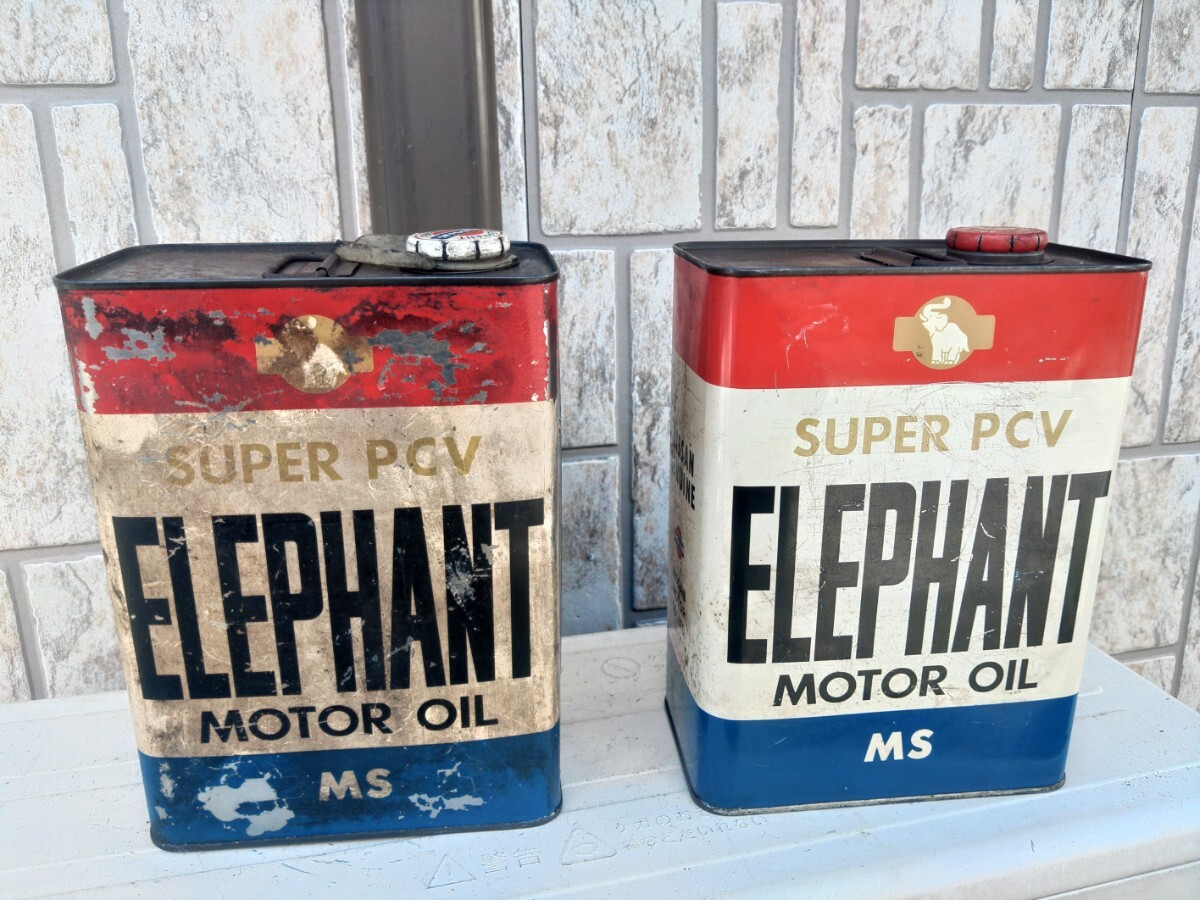 SUPER PCV
ELEPHANT
MOTOR OIL
MS
SUPER PCV
ELEPHANT
MOTOR OIL
MS
警告